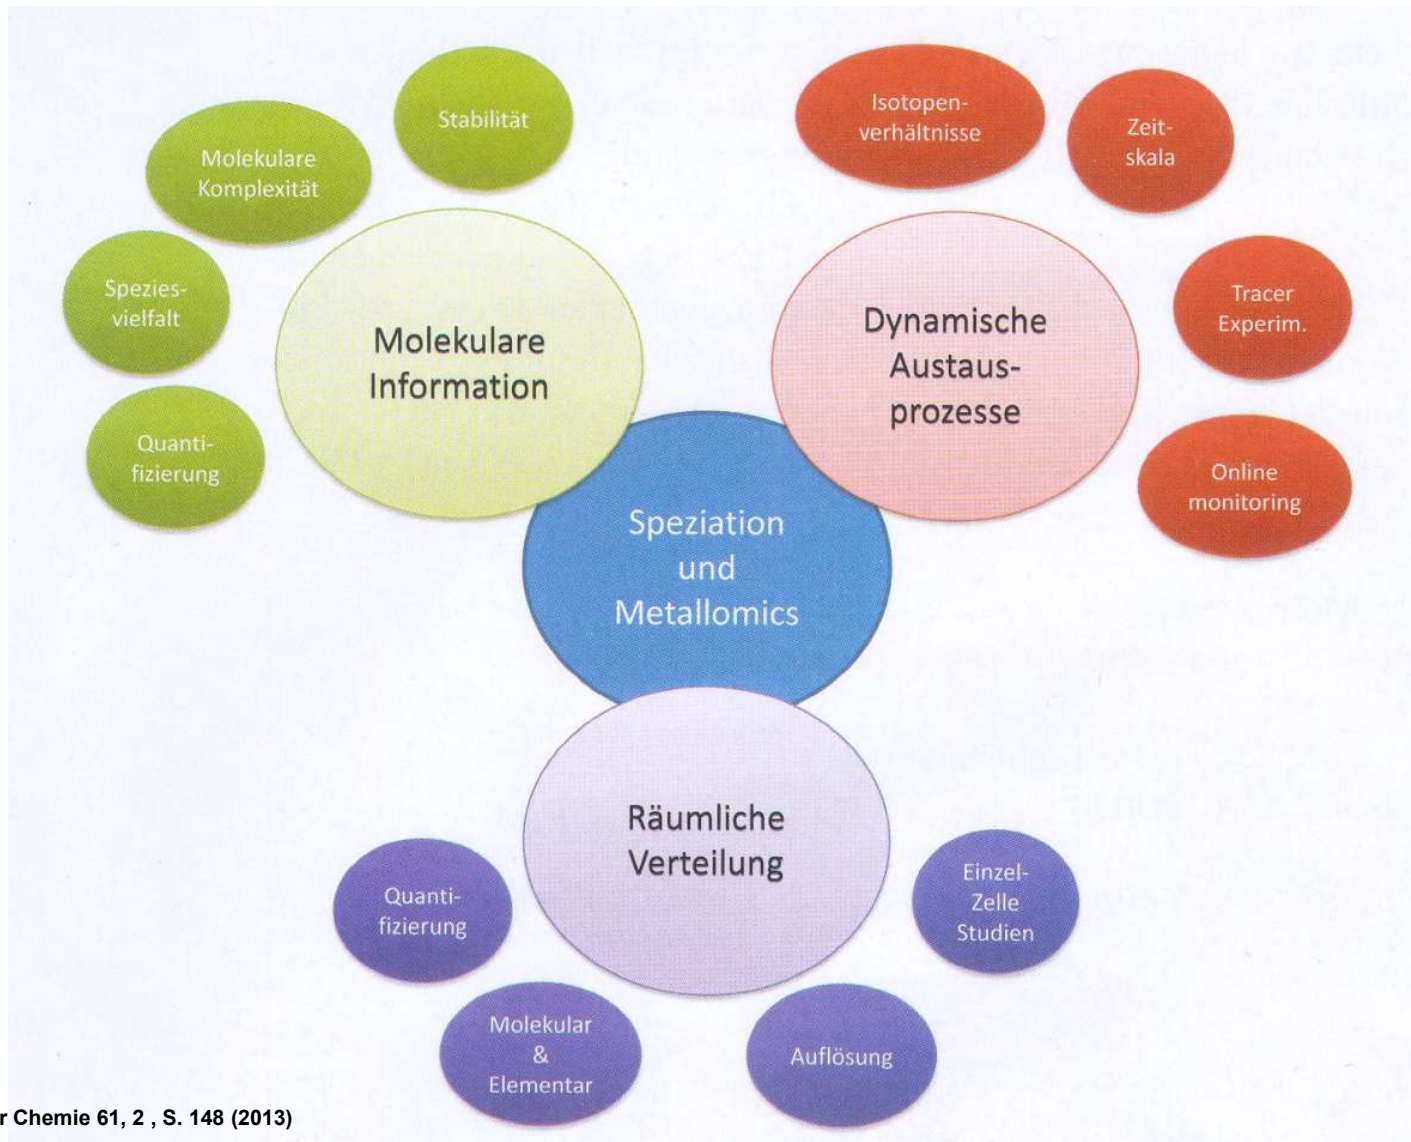 Stabilität
Molekulare
Komplexität
Spezies-
vielfalt
Quanti-
fizierung
Molekulare
Information
Isotopen-
verhältnisse
Zeit-
skala
Tracer
Experim.
Online
monitoring
Dynamische
Austaus-
prozesse
Speziation
und
Metallomics
Räumliche
Verteilung
Quanti-
fizierung
Molekular
&
Elementar
Auflösung
Einzel-
Zelle
Studien
r Chemie 61, 2 , S. 148 (2013)